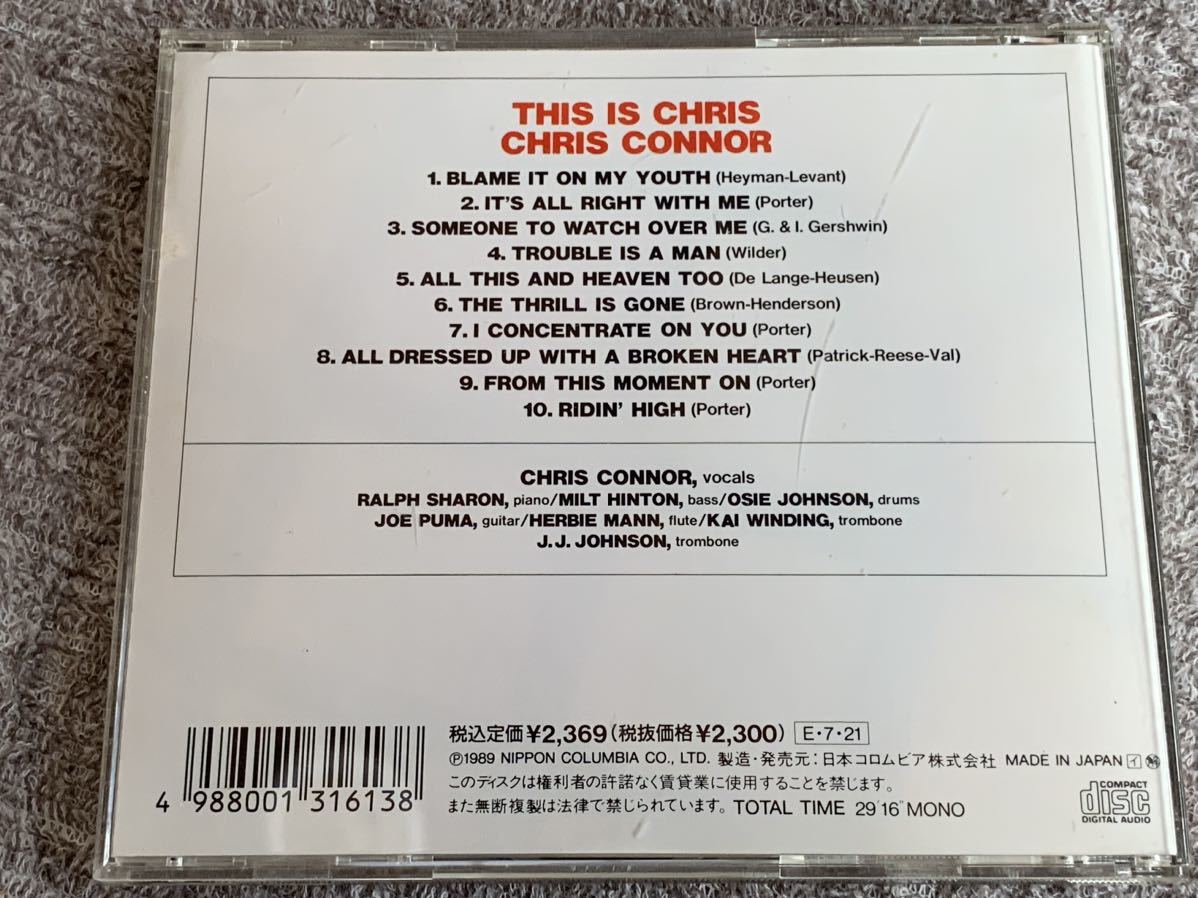 THIS IS CHRIS
CHRIS CONNOR
1. BLAME IT ON MY YOUTH (Heyman-Levant)
2. IT'S ALL RIGHT WITH ME (Porter)
3. SOMEONE TO WATCH OVER ME (G. & I. Gershwin)
4. TROUBLE IS A MAN (Wilder)
5. ALL THIS AND HEAVEN TOO (De Lange-Heusen)
6. THE THRILL IS GONE (Brown-Henderson)
7. I CONCENTRATE ON YOU (Porter)
8. ALL DRESSED UP WITH A BROKEN HEART (Patrick-Reese-Val)
9. FROM THIS MOMENT ON (Porter)
10. RIDIN' HIGH (Porter)
CHRIS CONNOR, vocals
RALPH SHARON, piano/MILT HINTON, bass/OSIE JOHNSON, drums
JOE PUMA, guitar/HERBIE MANN, flute/KAI WINDING, trombone
J.J. JOHNSON, trombone
税込定価¥2,369(税抜価格¥2,300) E・7・21
Ⓟ1989 NIPPON COLUMBIA CO., LTD. 製造・発売元:日本コロムビア株式会社 MADE IN JAPAN イ
このディスクは権利者の許諾なく賃貸業に使用することを禁じます。
また無断複製は法律で禁じられています。 TOTAL TIME 29'16" MONO
4 988001 316138
COMPACT
disc
DIGITAL AUDIO